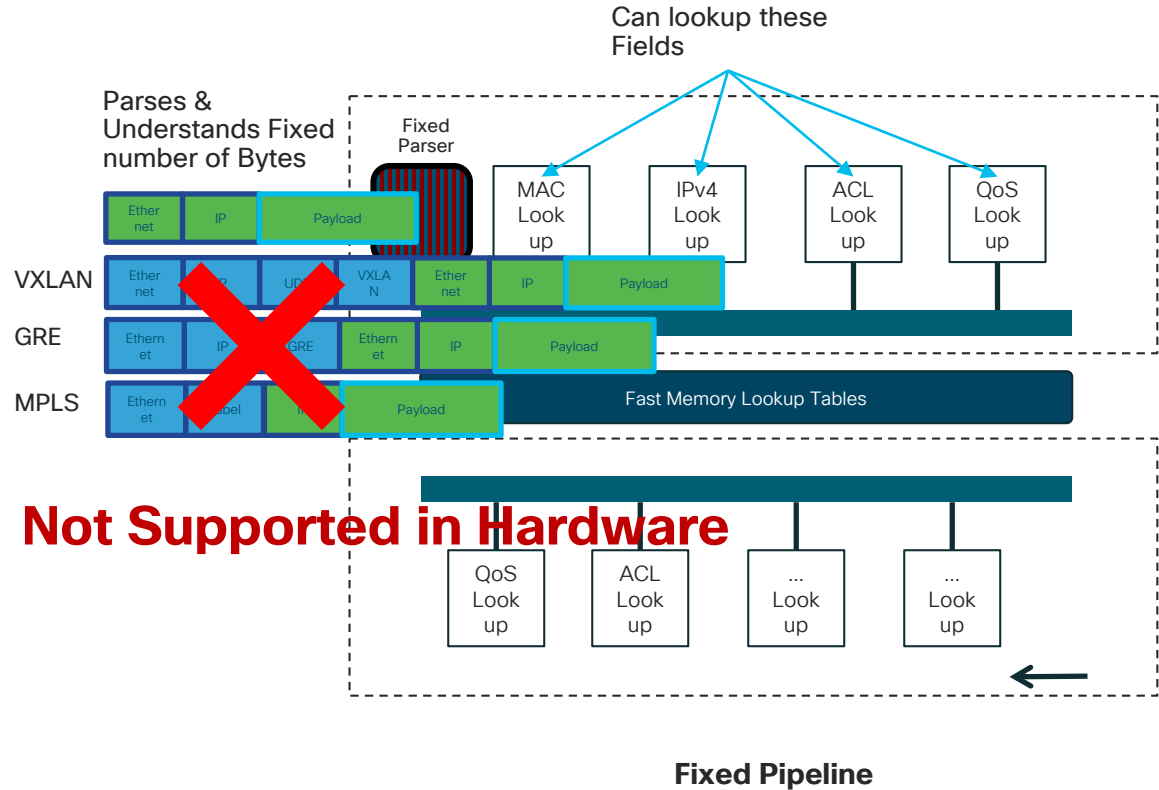 Can lookup these
Fields
Parses &
Understands Fixed
number of Bytes
Fixed
Parser
MAC
Look
up
IPv4
Look
up
ACL
Look
up
QoS
Look
up
Ether
net
IP
Payload
VXLAN
Ether
net
UD
VXLA
N
Ether
net
IP
Payload
GRE
Ethern
et
IP
GRE
Ethern
et
IP
Payload
MPLS
Ethern
et
bel
Payload
Fast Memory Lookup Tables
Not Supported in Hardware
QoS
Look
up
ACL
Look
up
...
Look
up
...
Look
up
Fixed Pipeline